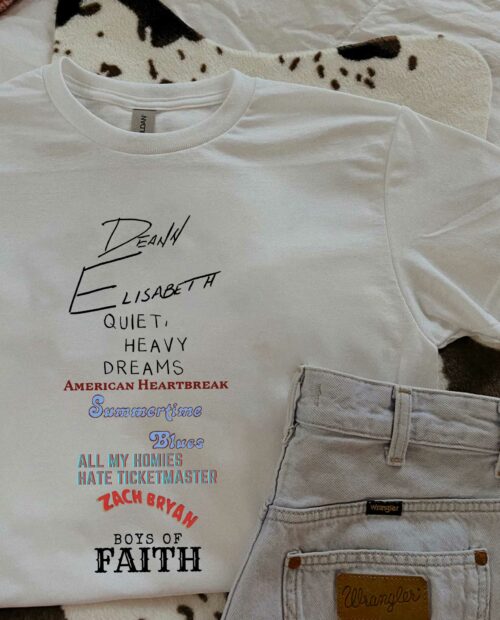 DEANN
ELISABETH
QUIET,
HEAVY
DREAMS
AMERICAN HEARTBREAK
Summertime
Blues
ALL MY HOMIES
HATE TICKETMASTER
ZACH BRYAN
BOYS OF
FAITH
Wrangler
Wrangler